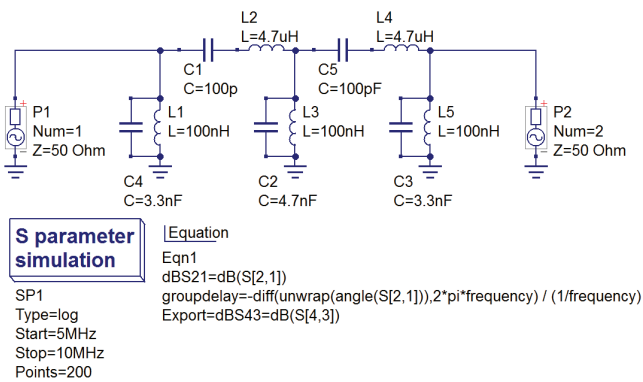 L2
L=4.7uH
L4
L=4.7uH
C1
C=100p
C5
C=100pF
P1
Num=1
Z=50 Ohm
L1
L=100nH
L3
L=100nH
L5
L=100nH
P2
Num=2
Z=50 Ohm
C4
C=3.3nF
C2
C=4.7nF
C3
C=3.3nF
S parameter
simulation
SP1
Type=log
Start=5MHz
Stop=10MHz
Points=200
Equation
Eqn1
dBS21=dB(S[2,1])
groupdelay=-diff(unwrap(angle(S[2,1])),2*pi*frequency) / (1/frequency)
Export=dBS43=dB(S[4,3])